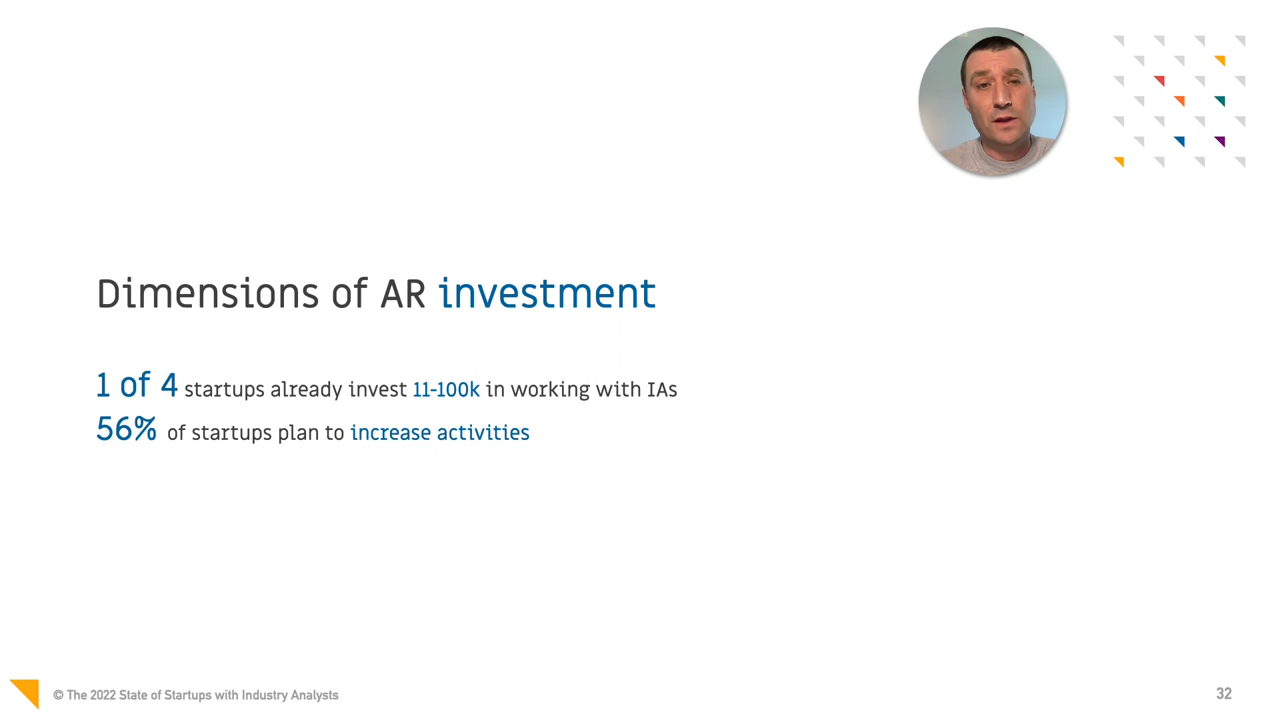 Dimensions of AR investment
1 of 4 startups already invest 11-100k in working with IAs
56% of startups plan to increase activities
© The 2022 State of Startups with Industry Analysts
32